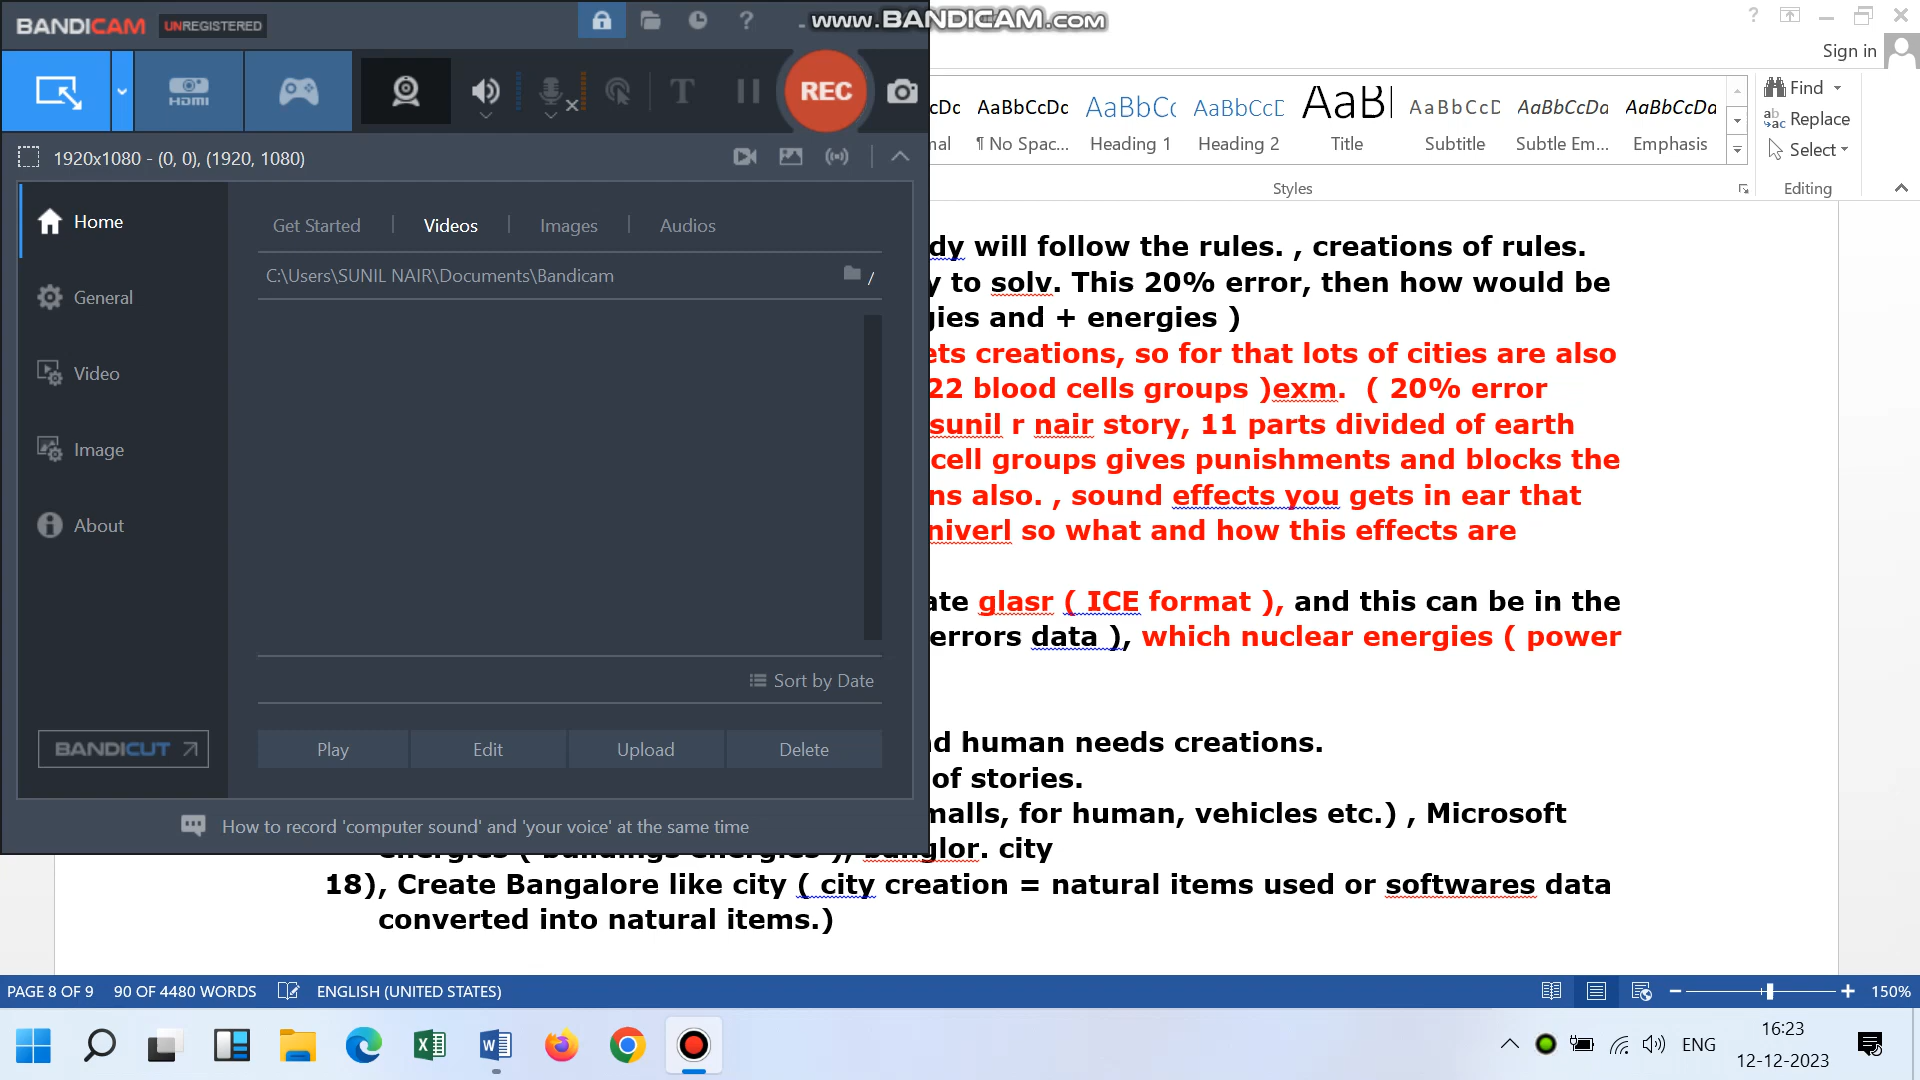 BANDICAM UNREGISTERED
www.BANDICAM.com
?
Sign in
HDMI
T
REC
1920x1080 - (0, 0), (1920, 1080)
AaBbCcDc AaBbCc AaBbCcD AaB AaBbCcD AaBbCcDa AaBbCcDa
¶ No Spac... Heading 1 Heading 2 Title Subtitle Subtle Em... Emphasis
Styles
Find
Replace
Select
Editing
Home
General
Video
Image
About
BANDICUT
Get Started | Videos | Images | Audios
C:\Users\SUNIL NAIR\Documents\Bandicam
/
Sort by Date
Play Edit Upload Delete
How to record 'computer sound' and 'your voice' at the same time
will follow the rules. , creations of rules.
to solv. This 20% error, then how would be
and + energies )
creations, so for that lots of cities are also
22 blood cells groups )exm. ( 20% error
sunil r nair story, 11 parts divided of earth
cell groups gives punishments and blocks the
also. , sound effects you gets in ear that
so what and how this effects are
glasr ( ICE format ), and this can be in the
errors data ), which nuclear energies ( power
human needs creations.
of stories.
malls, for human, vehicles etc.) , Microsoft
energies ( buildings energies ), banglor. city
18), Create Bangalore like city ( city creation = natural items used or softwares data
converted into natural items.)
PAGE 8 OF 9 90 OF 4480 WORDS ENGLISH (UNITED STATES)
150%
ENG
16:23
12-12-2023